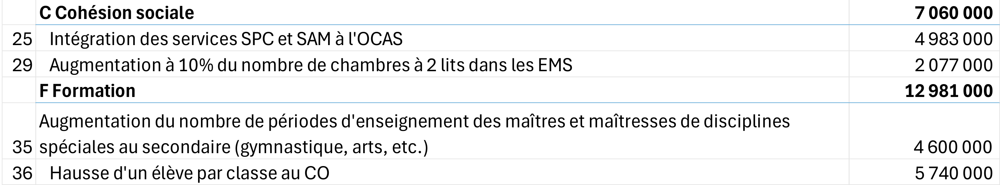 C Cohésion sociale 7 060 000
25 Intégration des services SPC et SAM à l'OCAS 4 983 000
29 Augmentation à 10% du nombre de chambres à 2 lits dans les EMS 2 077 000
F Formation 12 981 000
Augmentation du nombre de périodes d'enseignement des maîtres et maîtresses de disciplines
35 spéciales au secondaire (gymnastique, arts, etc.) 4 600 000
36 Hausse d'un élève par classe au CO 5 740 000